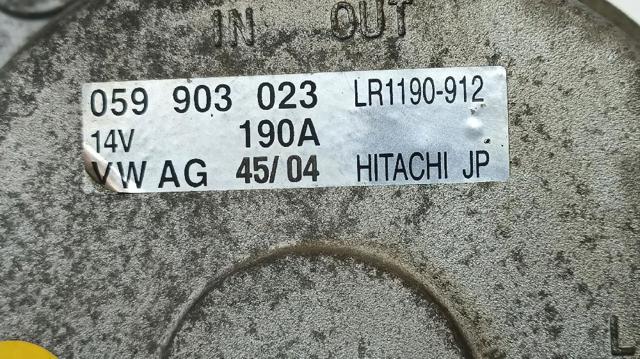 IN OUT
059 903 023 LR1190-912
14V 190A
VW AG 45/04 HITACHI JP
L